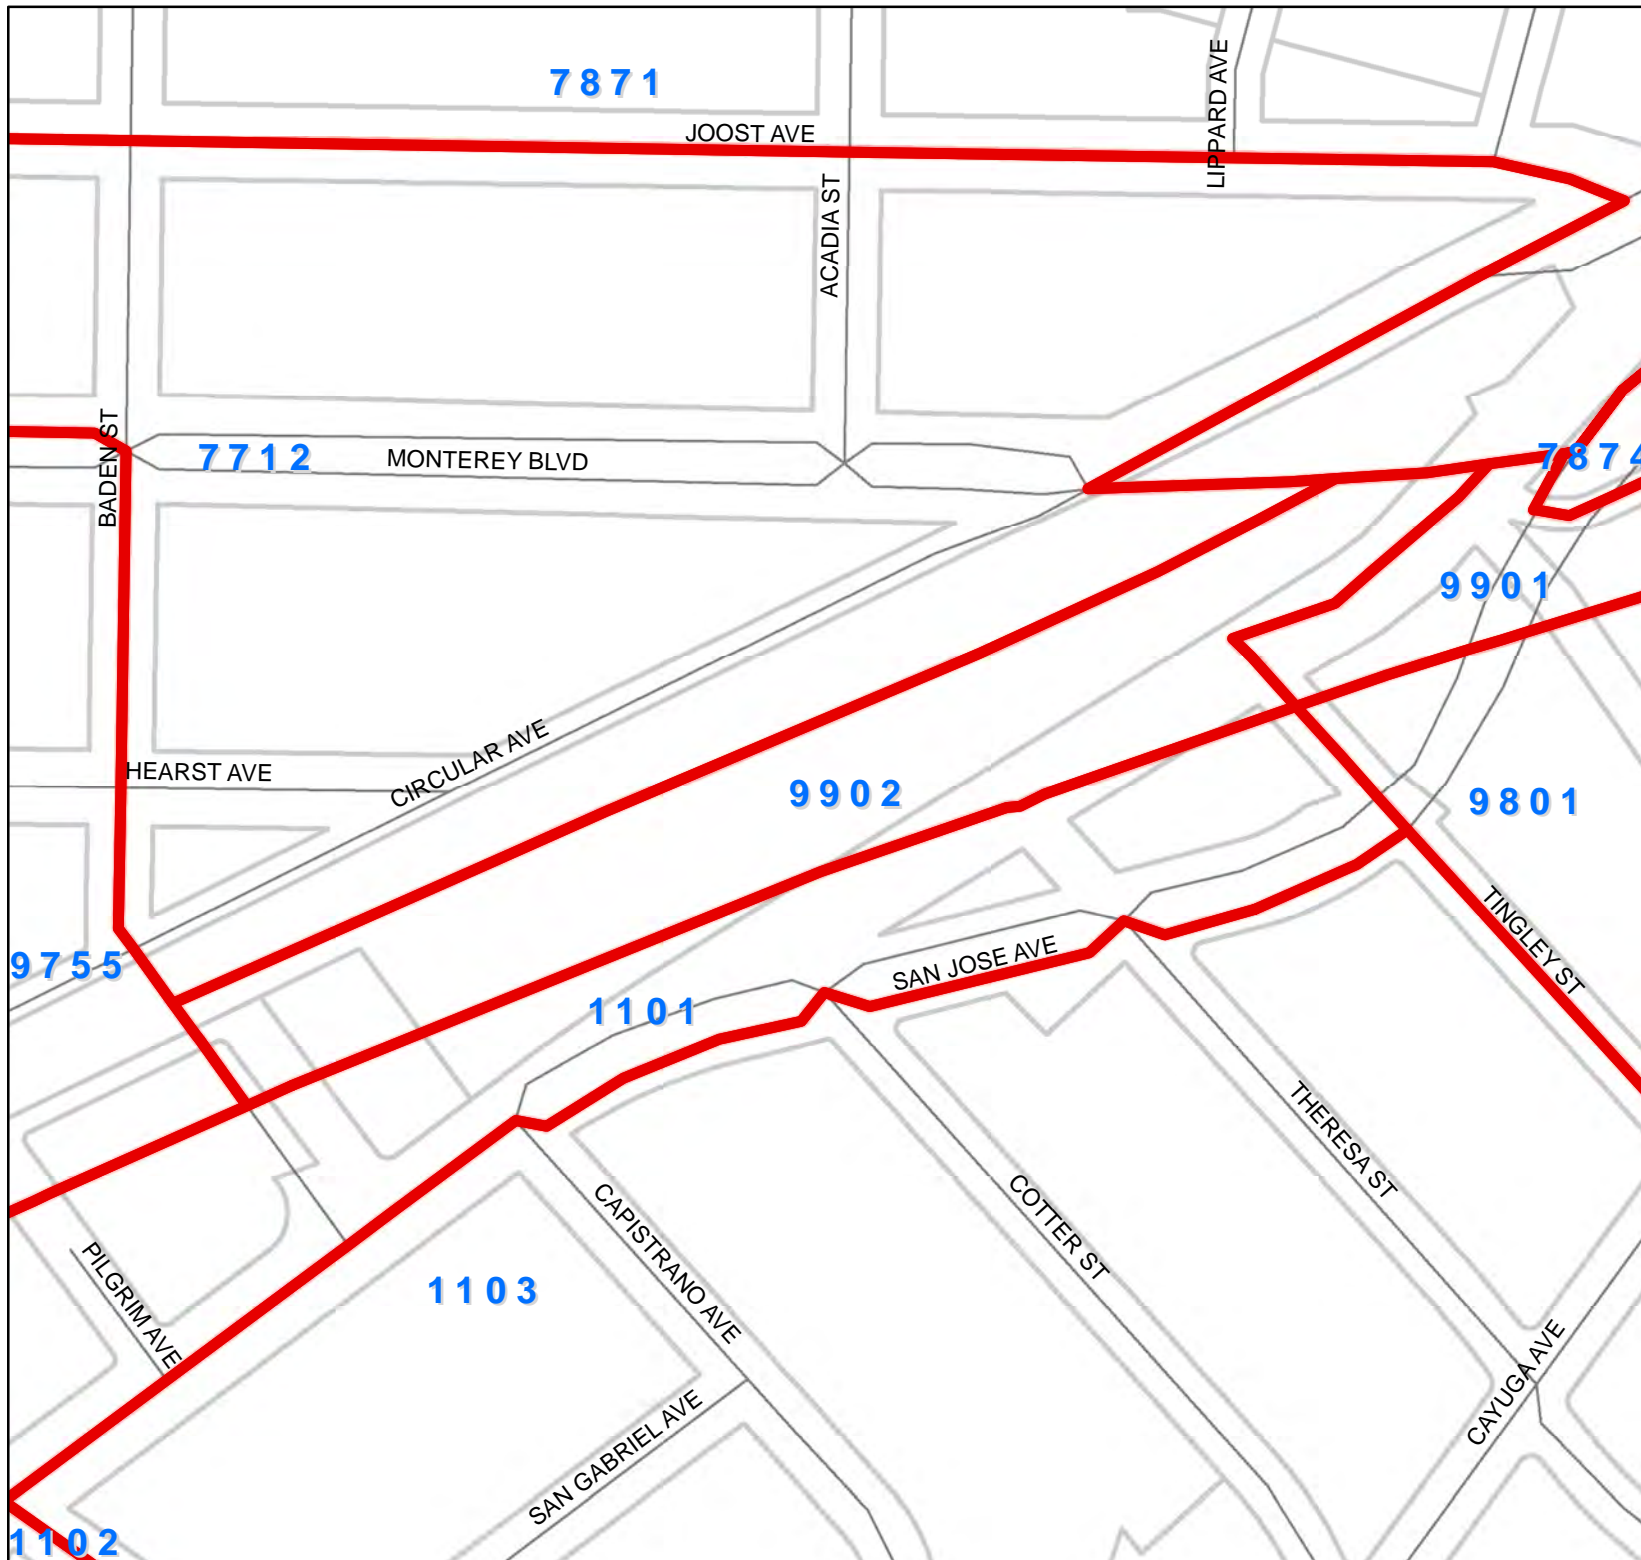 7871
JOOST AVE
LIPPARD AVE
ACADIA ST
BADEN ST
7712
MONTEREY BLVD
7874
9901
HEARST AVE
CIRCULAR AVE
9902
9801
9755
TINGLEY ST
SAN JOSE AVE
1101
THERESA ST
COTTER ST
CAPISTRANO AVE
PILGRIM AVE
1103
CAYUGA AVE
SAN GABRIEL AVE
1102